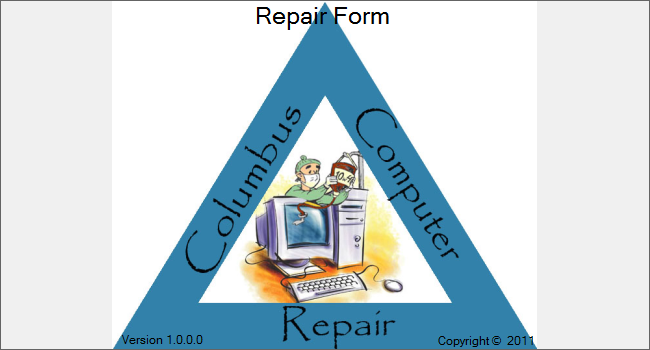 Repair Form
Columbus
Computer
Repair
Version 1.0.0.0
Copyright © 2011